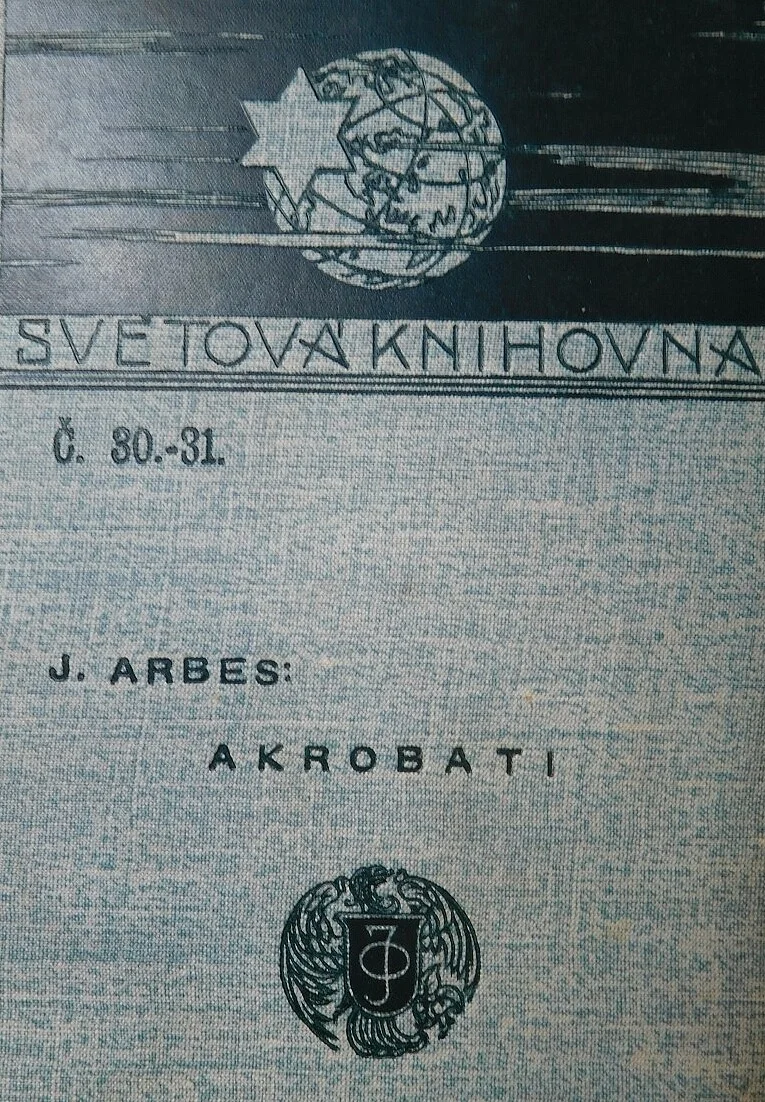 SVĚTOVÁ KNIHOVNA
Č. 30.-31.
J. ARBES:
AKROBATI